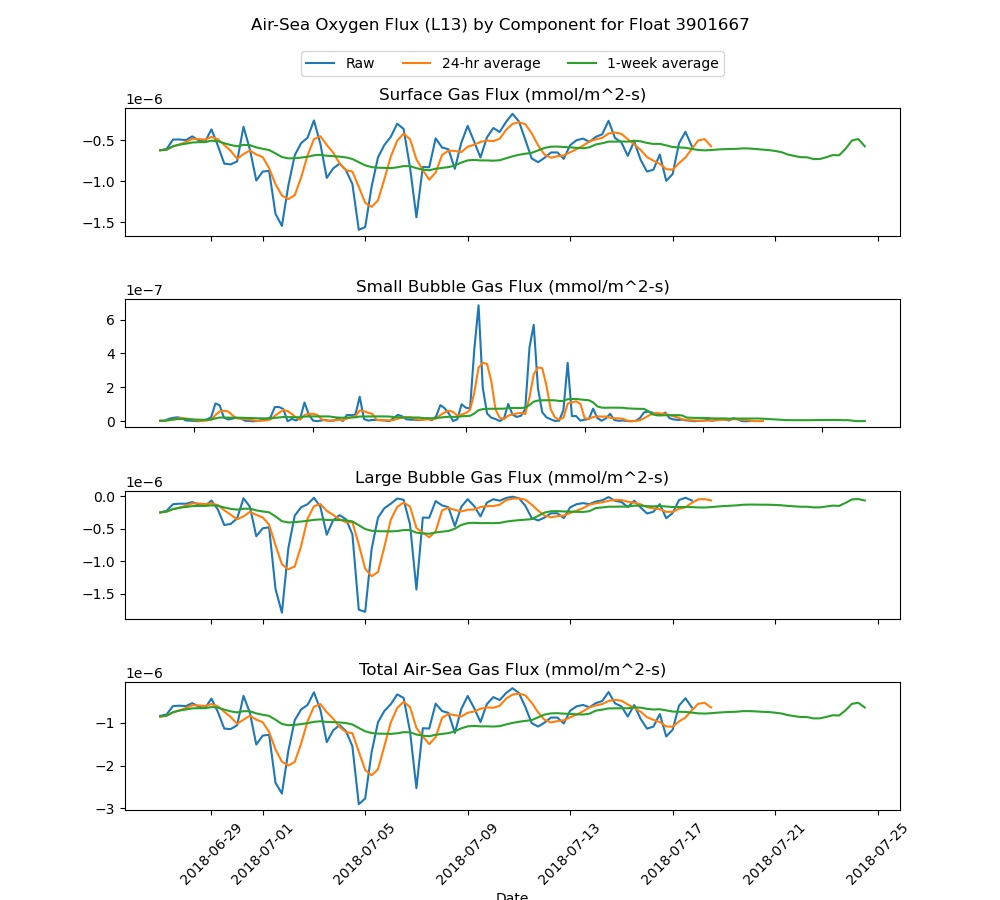 Air-Sea Oxygen Flux (L13) by Component for Float 3901667
Raw 24-hr average 1-week average
1e−6
Surface Gas Flux (mmol/m^2-s)
−0.5
−1.0
−1.5
1e−7
Small Bubble Gas Flux (mmol/m^2-s)
6
4
2
0
1e−6
Large Bubble Gas Flux (mmol/m^2-s)
0.0
−0.5
−1.0
−1.5
1e−6
Total Air-Sea Gas Flux (mmol/m^2-s)
−1
−2
−3
2018-06-29 2018-07-01 2018-07-05 2018-07-09 2018-07-13 2018-07-17 2018-07-21 2018-07-25
Date